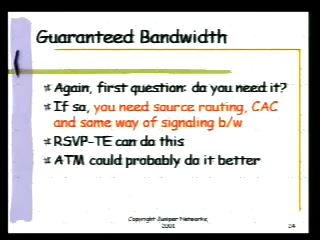 Guaranteed Bandwidth
Again, first question: do you need it?
If so, you need source routing, CAC
and some way of signaling b/w
RSVP-TE can do this
ATM could probably do it better
Copyright Juniper Networks,
2001
24